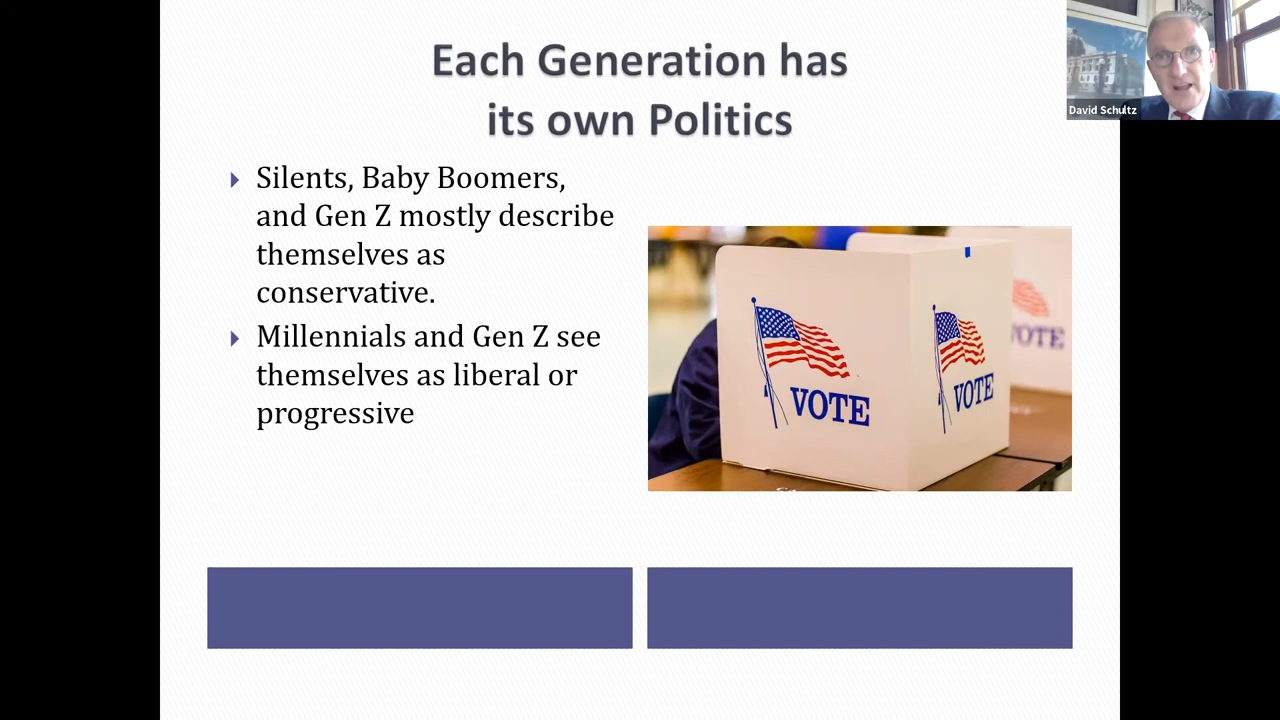 Each Generation has
its own Politics
David Schultz
Silents, Baby Boomers,
and Gen Z mostly describe
themselves as
conservative.
Millennials and Gen Z see
themselves as liberal or
progressive
VOTE
VOTE
VOTE